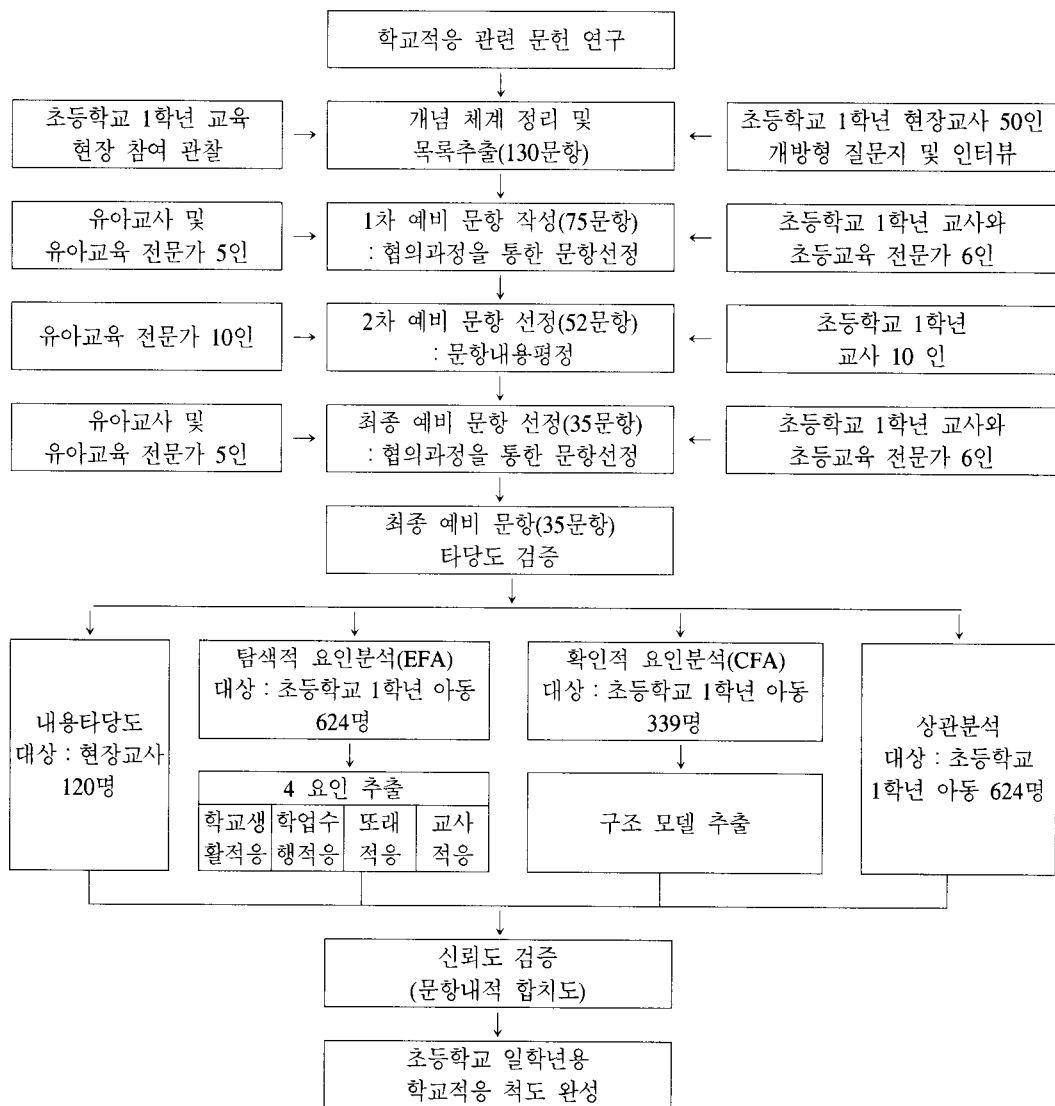 학교적응 관련 문헌 연구
초등학교 1학년 교육
현장 참여 관찰
개념 체계 정리 및
목록추출(130문항)
초등학교 1학년 현장교사 50인
개방형 질문지 및 인터뷰
유아교사 및
유아교육 전문가 5인
1차 예비 문항 작성(75문항)
: 협의과정을 통한 문항선정
초등학교 1학년 교사와
초등교육 전문가 6인
유아교육 전문가 10인
2차 예비 문항 선정(52문항)
: 문항내용평정
초등학교 1학년
교사 10 인
유아교사 및
유아교육 전문가 5인
최종 예비 문항 선정(35문항)
: 협의과정을 통한 문항선정
초등학교 1학년 교사와
초등교육 전문가 6인
최종 예비 문항(35문항)
타당도 검증
내용타당도
대상 : 현장교사
120명
탐색적 요인분석(EFA)
대상 : 초등학교 1학년 아동
624명
4 요인 추출
학교생
활적응
학업수
행적응
또래
적응
교사
적응
확인적 요인분석(CFA)
대상 : 초등학교 1학년 아동
339명
구조 모델 추출
상관분석
대상 : 초등학교
1학년 아동 624명
신뢰도 검증
(문항내적 합치도)
초등학교 일학년용
학교적응 척도 완성